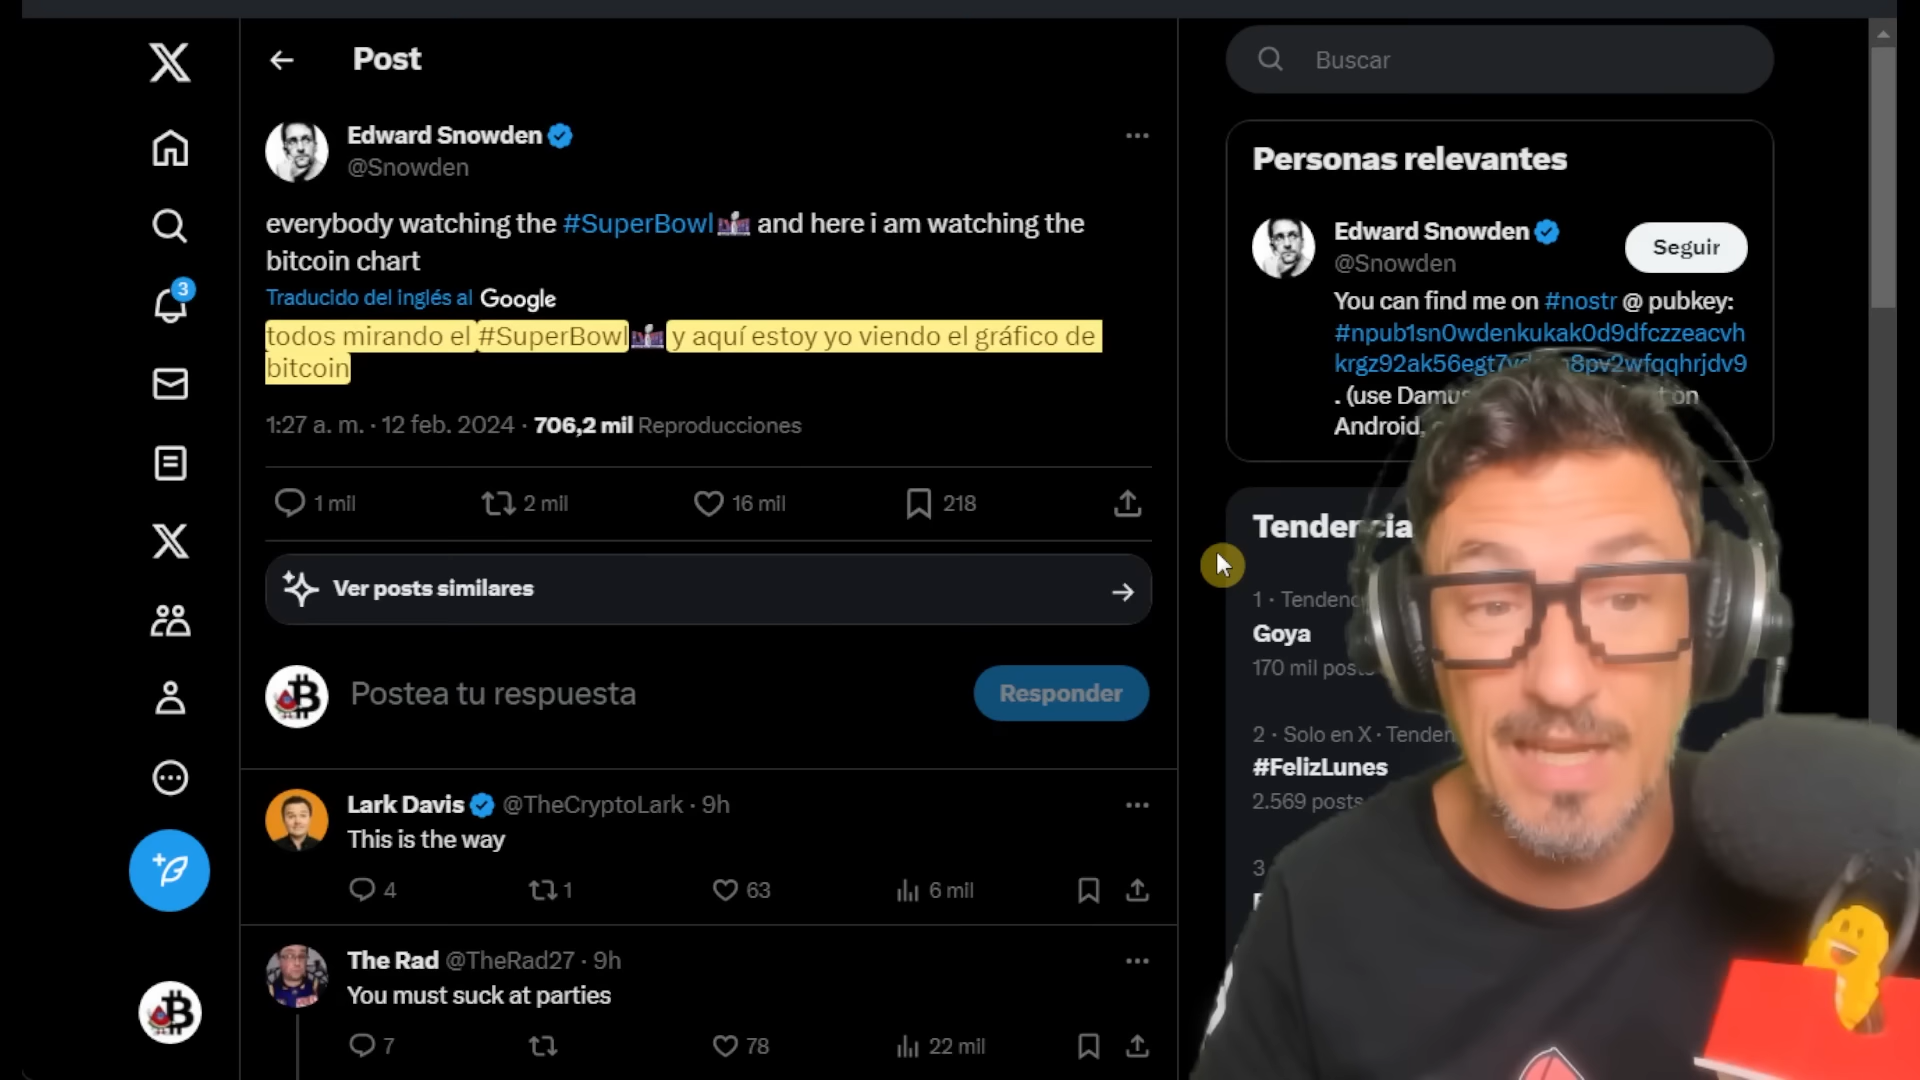 Post
Buscar
Edward Snowden
@Snowden
everybody watching the #SuperBowl and here i am watching the
bitcoin chart
Traducido del inglés al Google
todos mirando el #SuperBowl y aquí estoy yo viendo el gráfico de
bitcoin
1:27 a. m. · 12 feb. 2024 · 706,2 mil Reproducciones
1 mil
2 mil
16 mil
218
Ver posts similares
Postea tu respuesta
Responder
Lark Davis @TheCryptoLark · 9h
This is the way
4
1
63
6 mil
The Rad @TheRad27 · 9h
You must suck at parties
7
78
22 mil
3
Personas relevantes
Edward Snowden
@Snowden
Seguir
You can find me on #nostr @ pubkey:
#npub1sn0wdenkukak0d9dfczzeacvh
. (use Damus
Android,
1 ·
Goya
170 mil
2 · Solo en X ·
#FelizLunes
2.569 posts
3